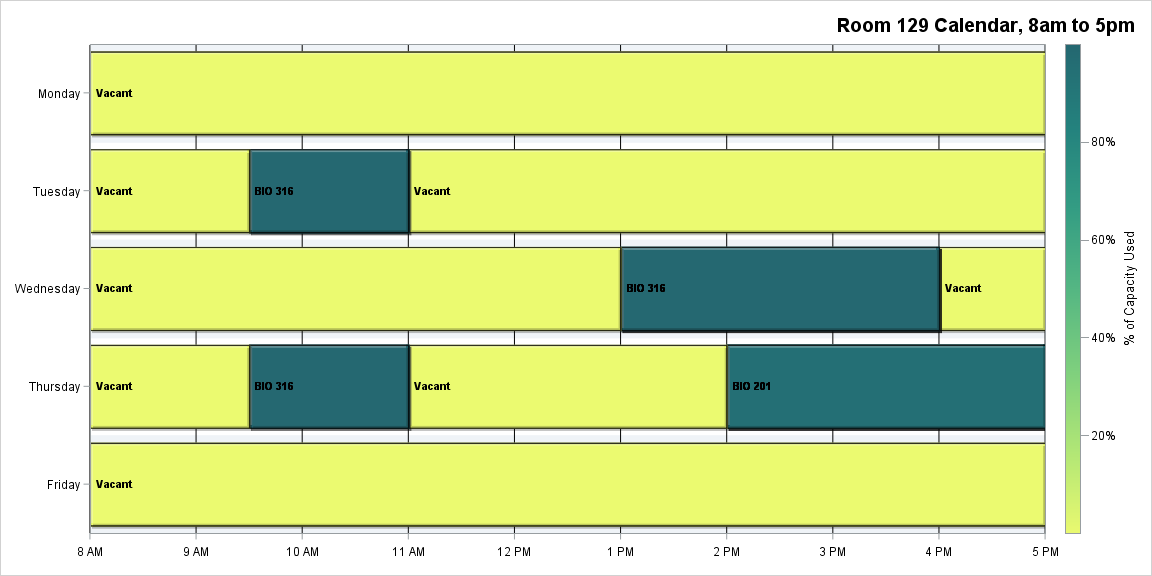 Room 129 Calendar, 8am to 5pm
Monday
Vacant
Tuesday
Vacant
BIO 316
Vacant
Wednesday
Vacant
BIO 316
Vacant
Thursday
Vacant
BIO 316
Vacant
BIO 201
Friday
Vacant
8 AM
9 AM
10 AM
11 AM
12 PM
1 PM
2 PM
3 PM
4 PM
5 PM
80%
60%
40%
20%
% of Capacity Used